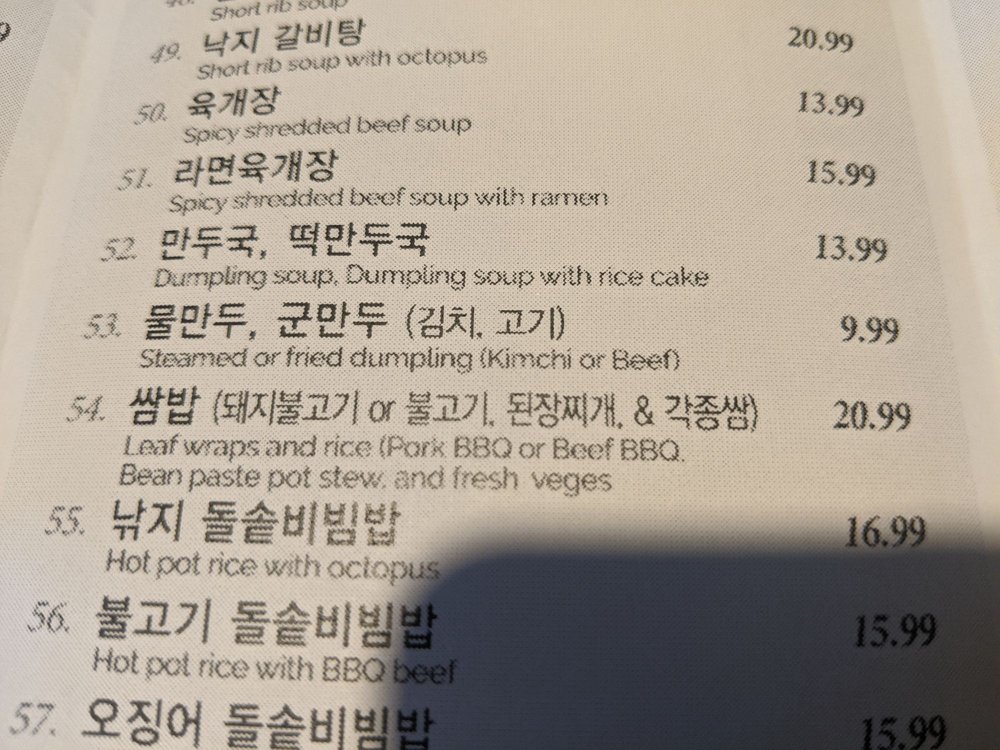 Short rib soup
49. 낙지 갈비탕 20.99
Short rib soup with octopus
50. 육개장 13.99
Spicy shredded beef soup
51. 라면육개장 15.99
Spicy shredded beef soup with ramen
52. 만두국, 떡만두국 13.99
Dumpling soup, Dumpling soup with rice cake
53. 물만두, 군만두 (김치, 고기) 9.99
Steamed or fried dumpling (Kimchi or Beef)
54. 쌈밥 (돼지불고기 or 불고기, 된장찌개, & 각종쌈) 20.99
Leaf wraps and rice (Pork BBQ or Beef BBQ,
Bean paste pot stew, and fresh veges
55. 낚지 돌솥비빔밥 16.99
Hot pot rice with octopus
56. 불고기 돌솥비빔밥 15.99
Hot pot rice with BBQ beef
57. 오징어 돌솥비빔밥 15.99